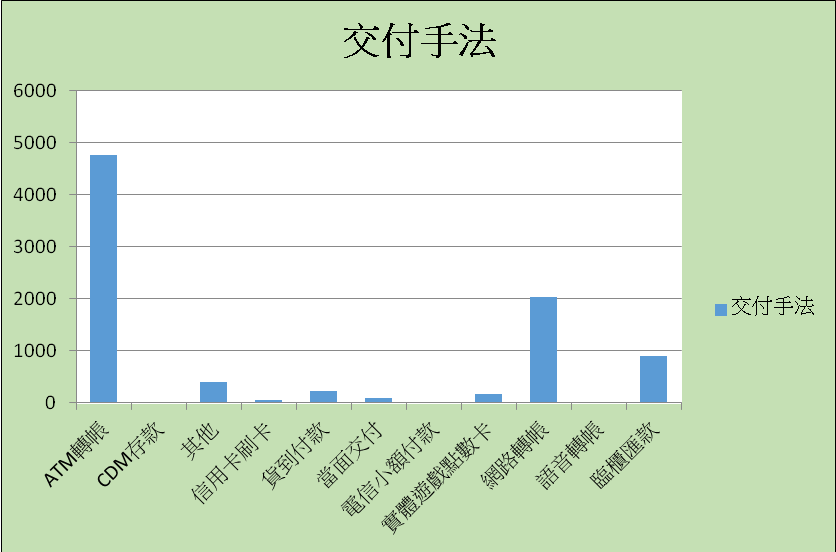 交付手法
6000
5000
4000
3000
2000
1000
0
ATM轉帳
CDM存款
其他
信用卡刷卡
貨到付款
當面交付
電信小額付款
實體遊戲點數卡
網路轉帳
語音轉帳
臨櫃匯款
交付手法